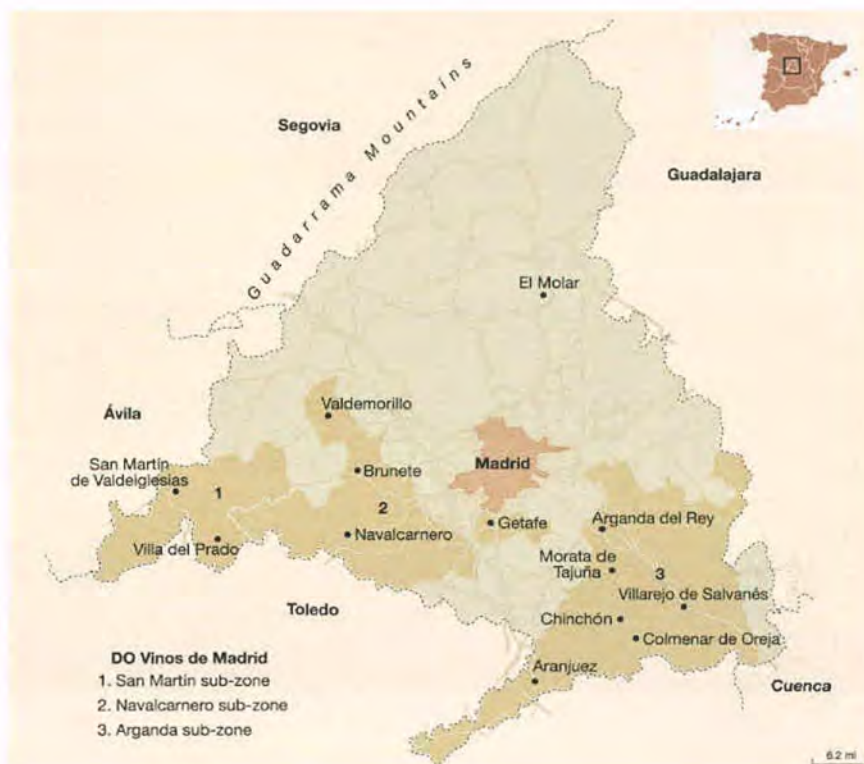 Segovia
Guadarrama Mountains
Guadalajara
El Molar
Ávila
Valdemorillo
San Martín
de Valdeiglesias
Brunete
Madrid
1
2
Navalcarnero
Getafe
Arganda del Rey
Villa del Prado
Morata de
Tajuña
3
Villarejo de Salvanés
Toledo
Chinchón
Colmenar de Oreja
DO Vinos de Madrid
Aranjuez
1. San Martín sub-zone
Cuenca
2. Navalcarnero sub-zone
3. Arganda sub-zone
6.2 mi